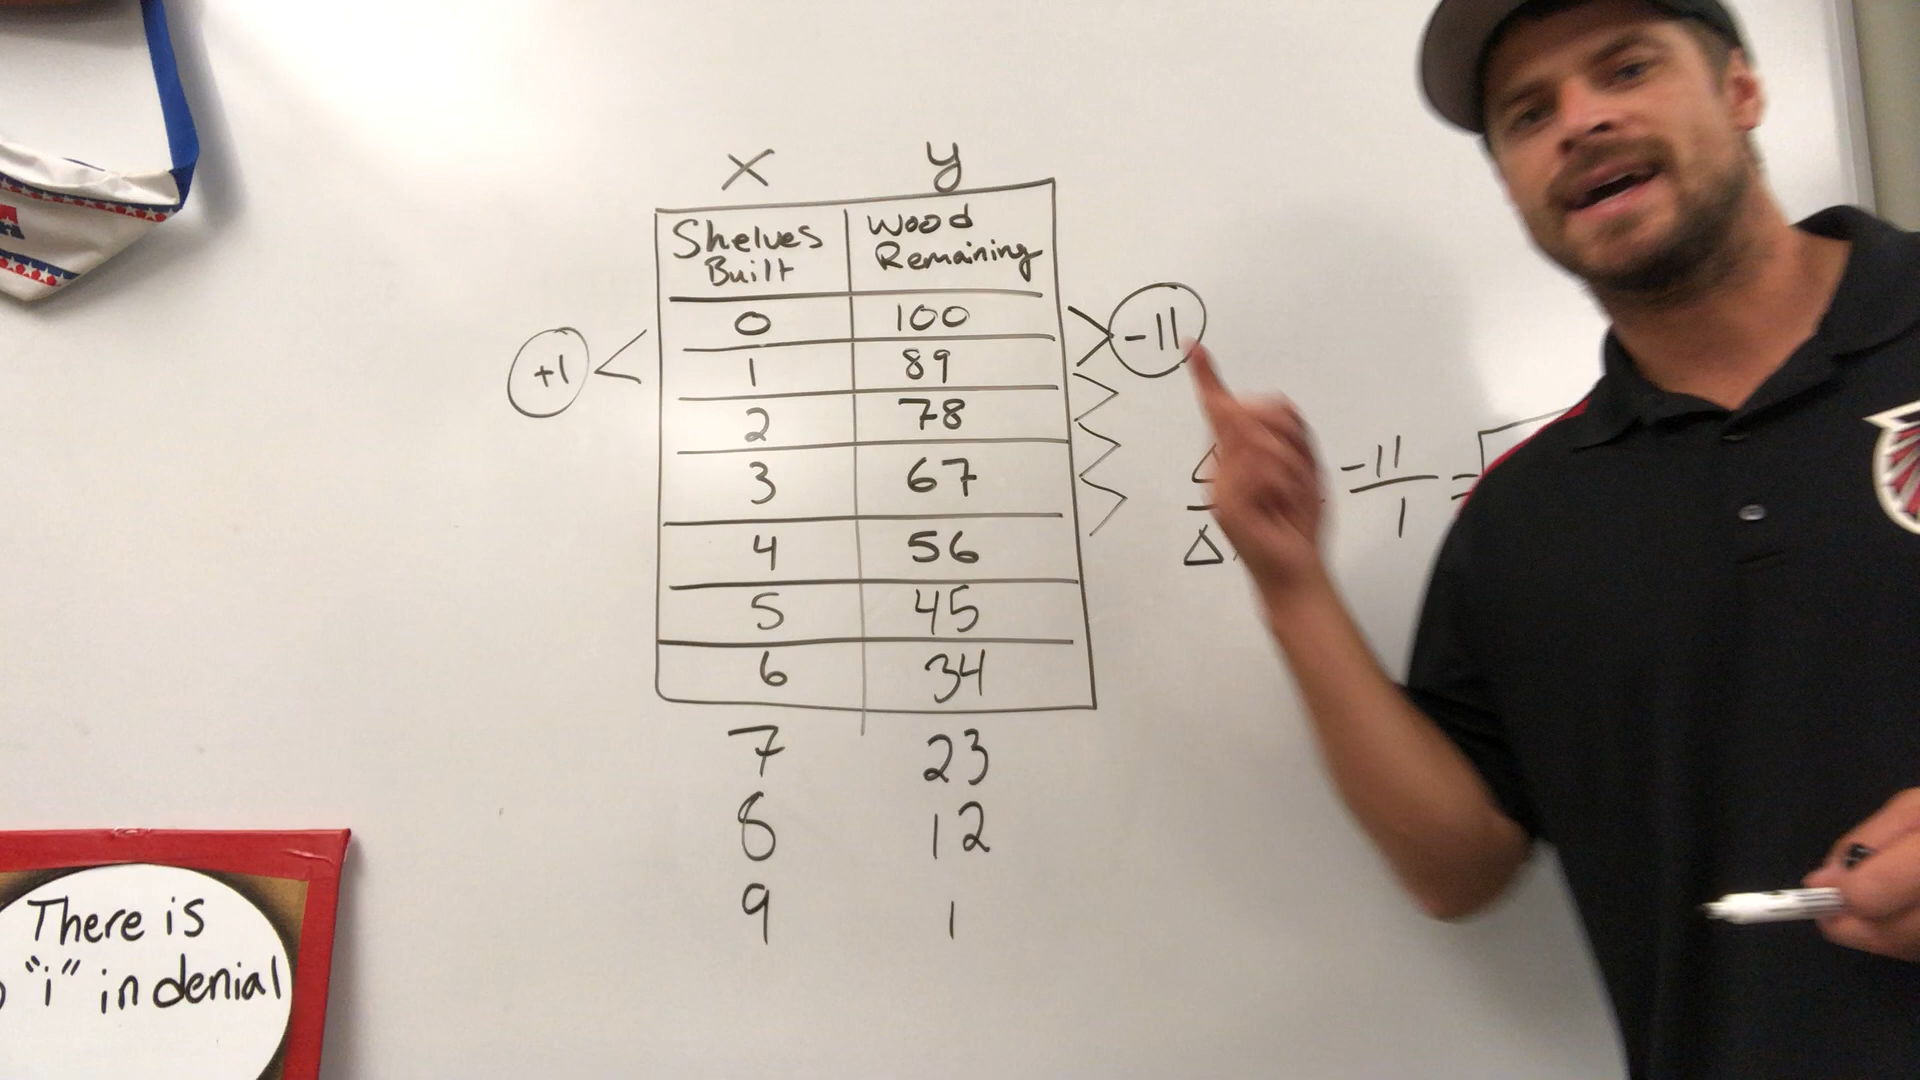 x y
Shelves Built Wood Remaining
0 100
+1 -11
1 89
2 78
3 67
Δ -11 =
Δ 1
4 56
5 45
6 34
7 23
8 12
9 1
There is
"i" in denial